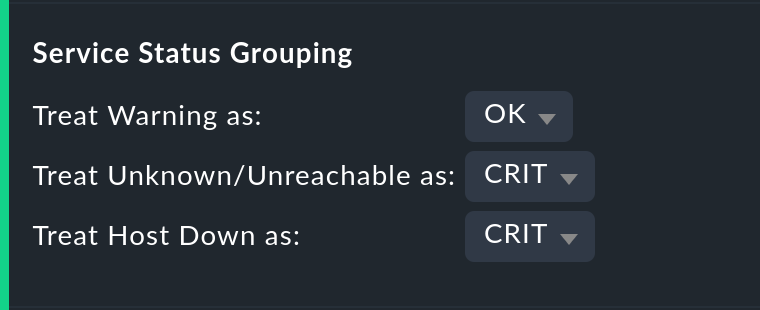 Service Status Grouping
Treat Warning as: OK
Treat Unknown/Unreachable as: CRIT
Treat Host Down as: CRIT